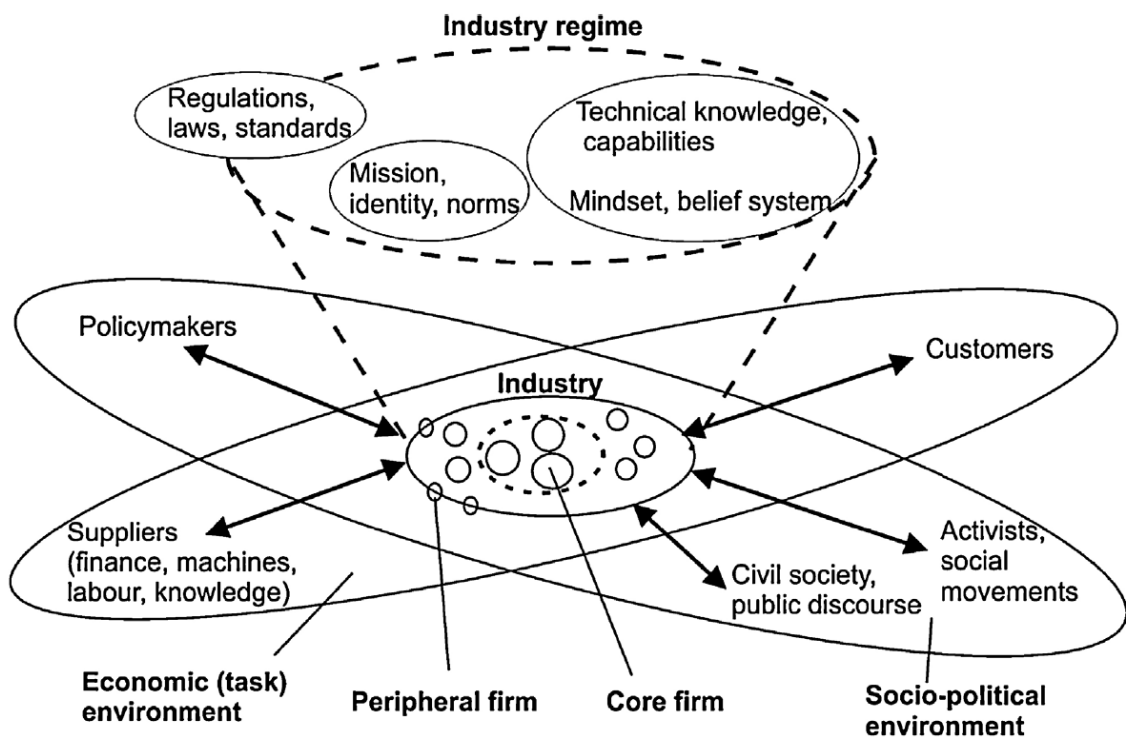 Industry regime
Regulations,
laws, standards
Technical knowledge,
capabilities
Mission,
identity, norms
Mindset, belief system
Policymakers
Customers
Industry
Suppliers
(finance, machines,
labour, knowledge)
Civil society,
public discourse
Activists,
social
movements
Economic (task)
environment
Peripheral firm
Core firm
Socio-political
environment